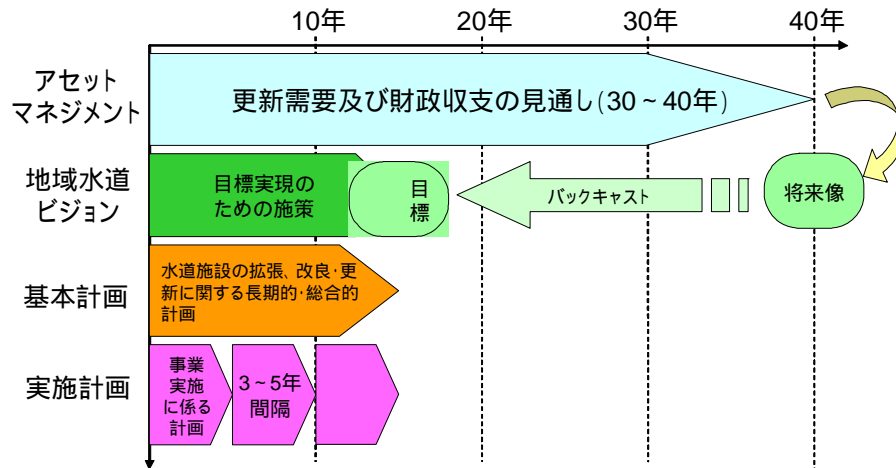 10年
20年
30年
40年
アセット
マネジメント
更新需要及び財政収支の見通し(30～40年)
地域水道
ビジョン
目標実現の
ための施策
目
標
バックキャスト
将来像
基本計画
水道施設の拡張、改良・更
新に関する長期的・総合的
計画
実施計画
事業
実施
に係る
計画
3～5年
間隔